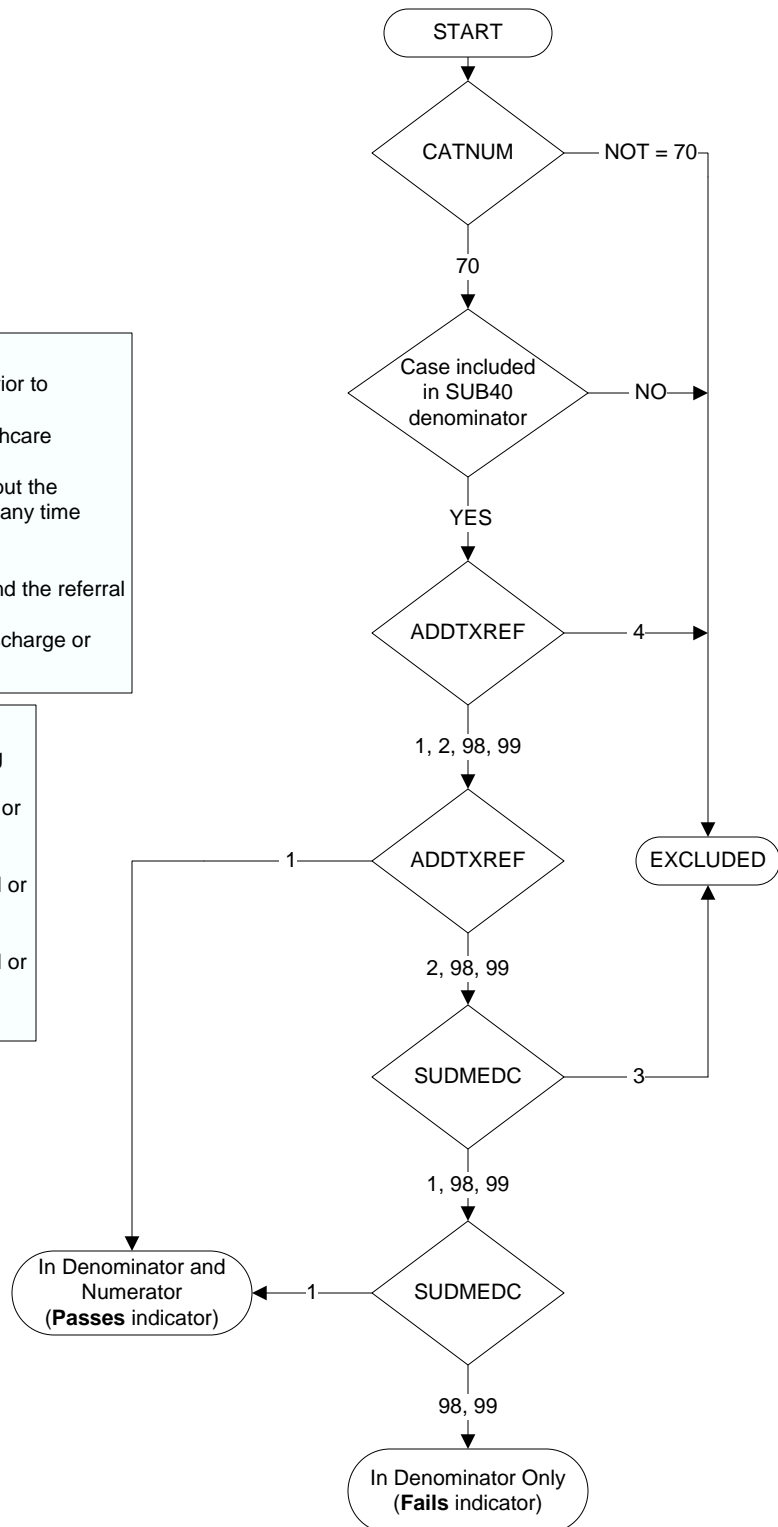 START
CATNUM
NOT = 70
70
Case included
in SUB40
denominator
NO
YES
ior to
hcare
out the
any time
nd the referral
charge or
ADDTXREF
4
1, 2, 98, 99
g
or
d or
d or
ADDTXREF
1
EXCLUDED
2, 98, 99
SUDMEDC
3
1, 98, 99
In Denominator and
Numerator
(Passes indicator)
1
SUDMEDC
98, 99
In Denominator Only
(Fails indicator)